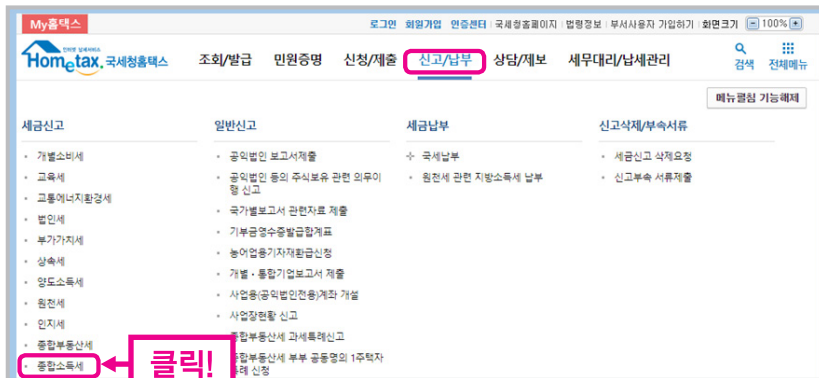 My홈택스
로그인 회원가입 인증센터 국세청홈페이지 법령정보 부서사용자 가입하기 화면크기 100%
인터넷 납세서비스
Hometax. 국세청홈택스
조회/발급 민원증명 신청/제출 신고/납부 상담/제보 세무대리/납세관리 검색 전체메뉴
메뉴펼침 기능해제
세금신고
개별소비세
교육세
교통에너지환경세
법인세
부가가치세
상속세
양도소득세
원천세
인지세
종합부동산세
종합소득세
클릭!
일반신고
공익법인 보고서제출
공익법인 등의 주식보유 관련 의무이
행 신고
국가별보고서 관련자료 제출
기부금영수증발급합계표
농어업용기자재환급신청
개별·통합기업보고서 제출
사업용(공익법인전용)계좌 개설
사업장현황 신고
종합부동산세 과세특례신고
종합부동산세 부부 공동명의 1주택자
특례 신청
세금납부
국세납부
원천세 관련 지방소득세 납부
신고삭제/부속서류
세금신고 삭제요청
신고부속 서류제출